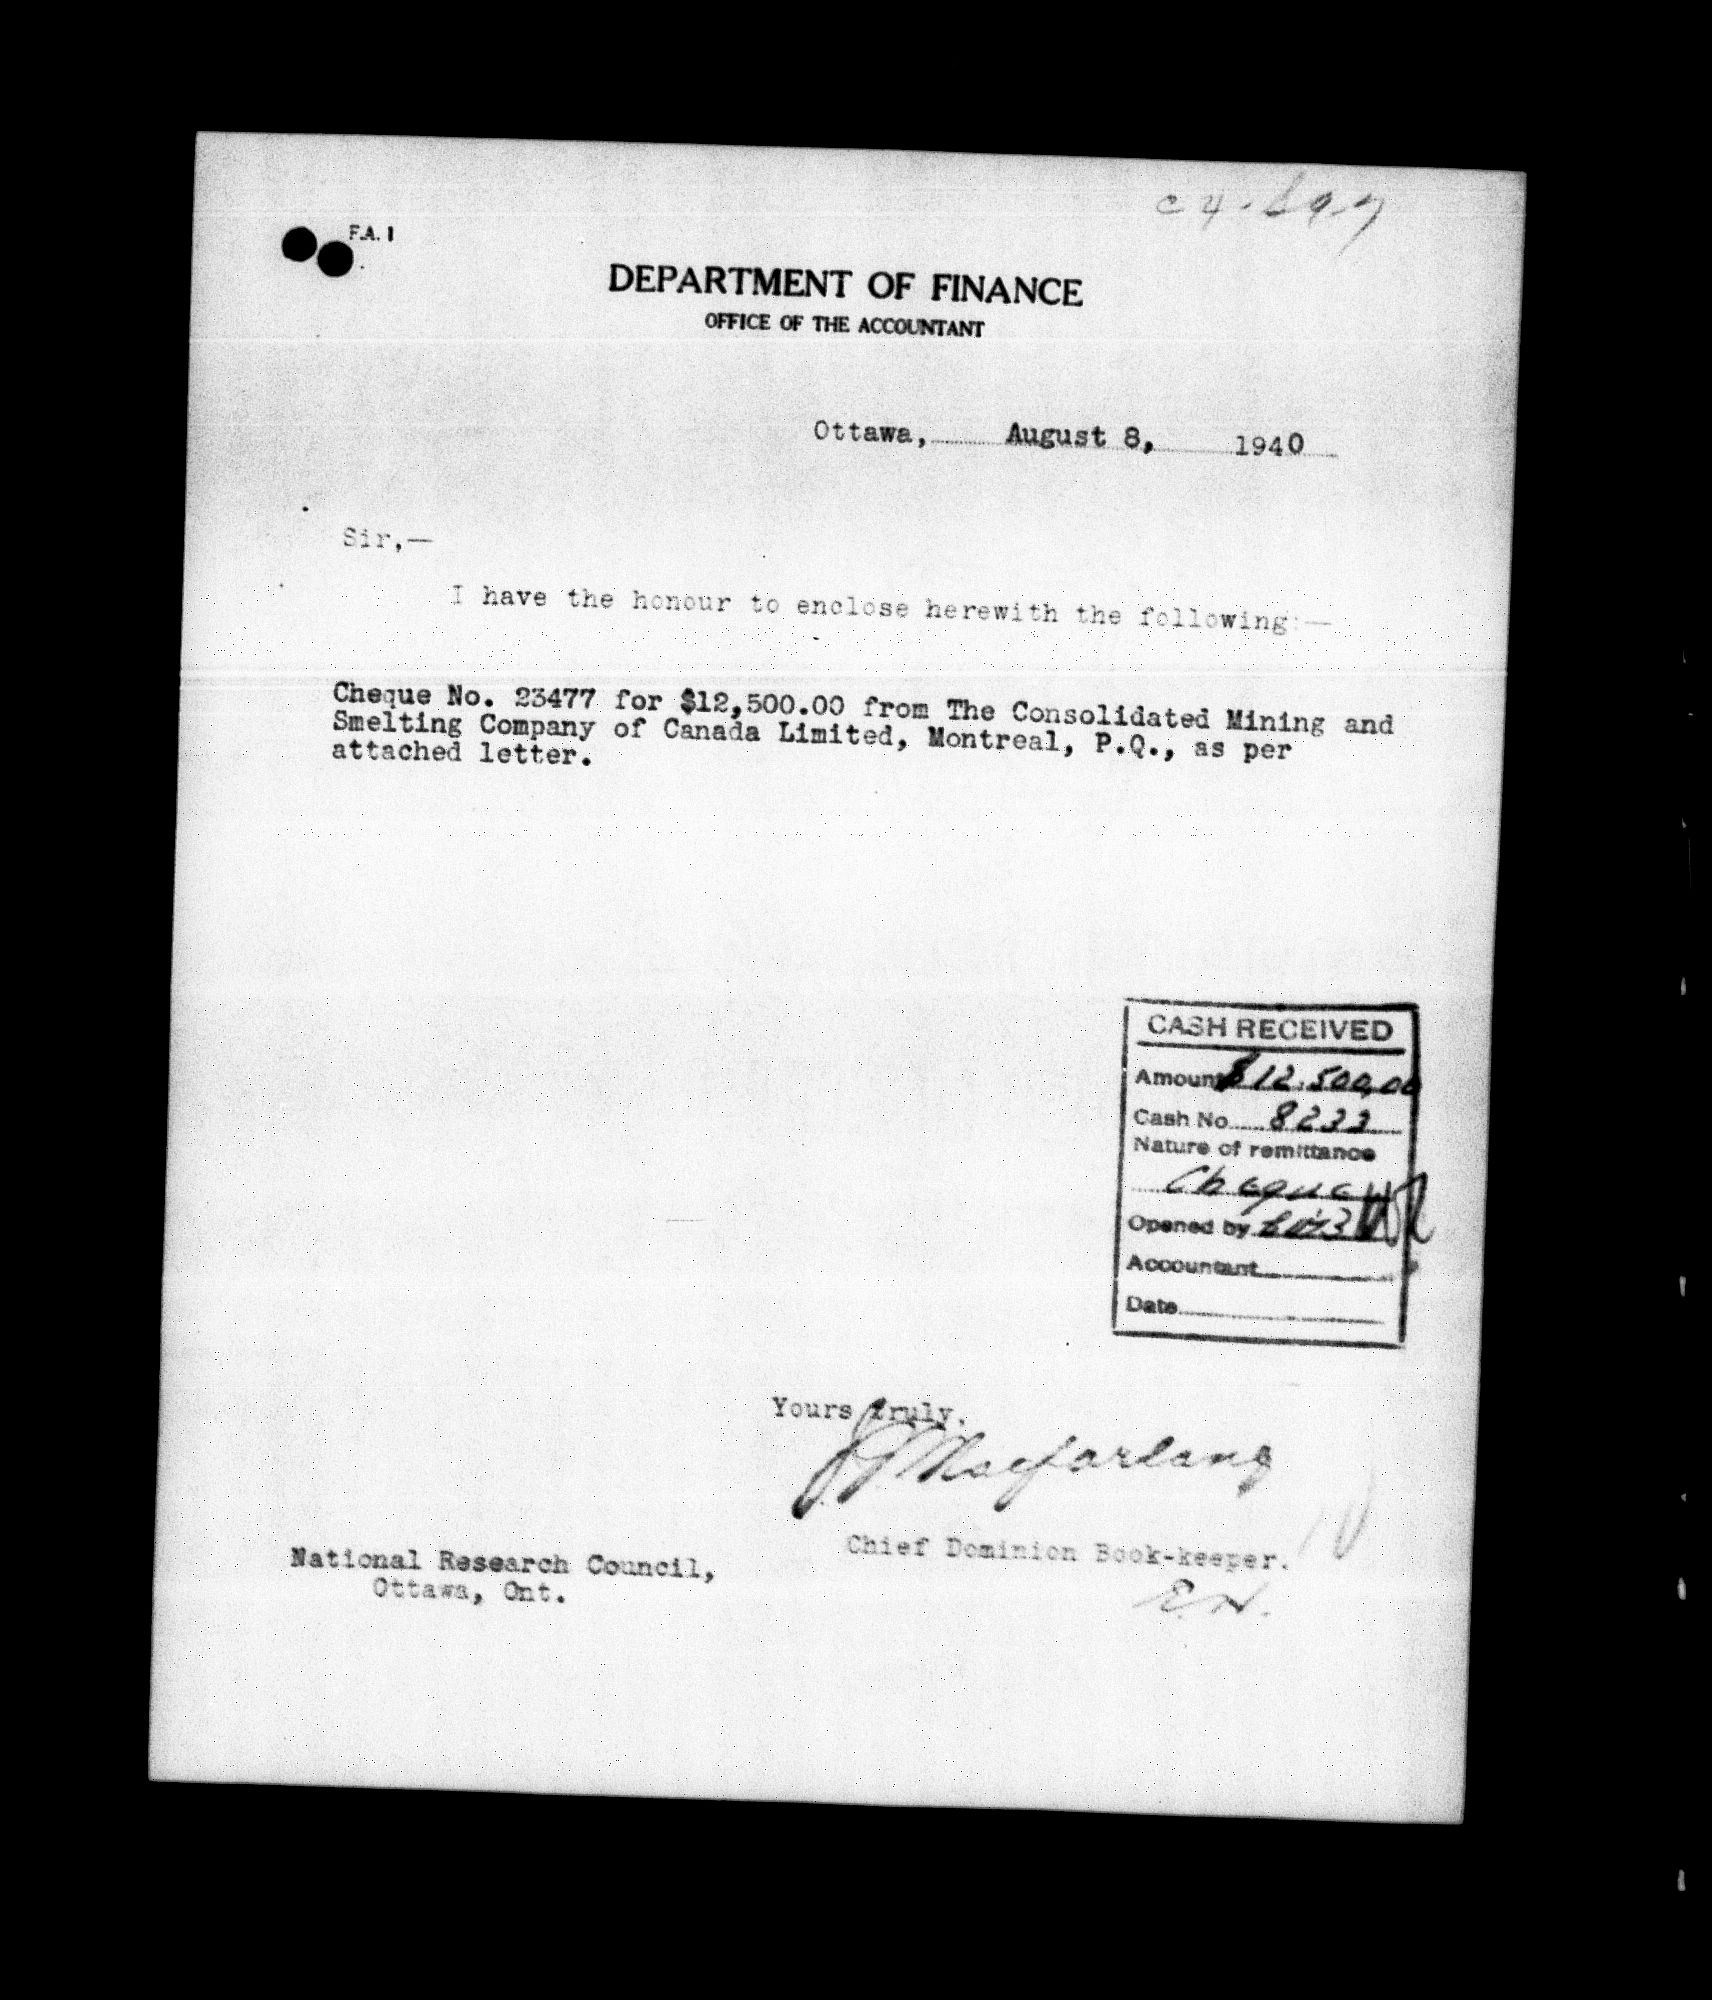 F.A. 1
DEPARTMENT OF FINANCE
OFFICE OF THE ACCOUNTANT
Ottawa, August 8, 1940
Sir,—
I have the honour to enclose herewith the following:—
Cheque No. 23477 for $12,500.00 from The Consolidated Mining and
Smelting Company of Canada Limited, Montreal, P.Q., as per
attached letter.
CASH RECEIVED
Amount $12,500.00
Cash No 8233
Nature of remittance
Cheque
Opened by
Accountant
Date
Yours truly,
Macfarlane
Chief Dominion Book-keeper.
National Research Council,
Ottawa, Ont.